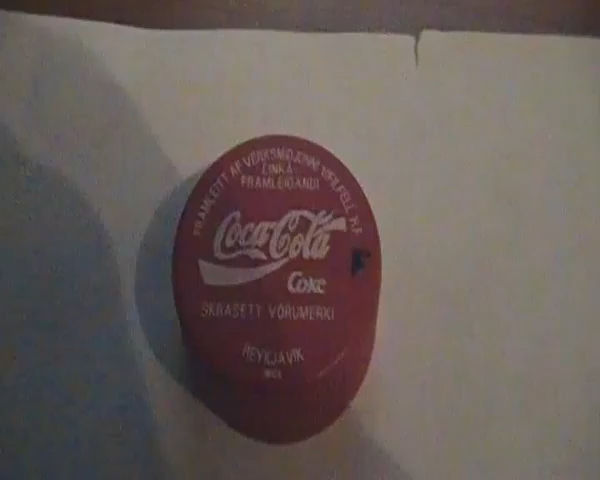 FRAMLEITT AF VERKSMIÐJUNNI VÍFILFELL H.F
EINKA-
FRAMLEIÐANDI
Coca-Cola
Coke
SKRÁSETT VÖRUMERKI
REYKJAVÍK